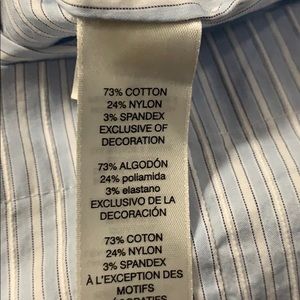 73% COTTON
24% NYLON
3% SPANDEX
EXCLUSIVE OF
DECORATION
73% ALGODÓN
24% poliamida
3% elastano
EXCLUSIVO DE LA
DECORACIÓN
73% COTON
24% NYLON
3% SPANDEX
À L'EXCEPTION DES
MOTIFS